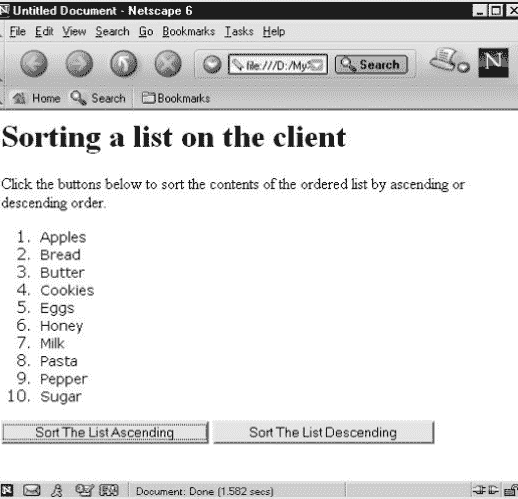 Untitled Document - Netscape 6
File Edit View Search Go Bookmarks Tasks Help
file:///D:/My Search N
Home Search Bookmarks
Sorting a list on the client
Click the buttons below to sort the contents of the ordered list by ascending or
descending order.
1. Apples
2. Bread
3. Butter
4. Cookies
5. Eggs
6. Honey
7. Milk
8. Pasta
9. Pepper
10. Sugar
Sort The List Ascending Sort The List Descending
Document: Done (1.582 secs)